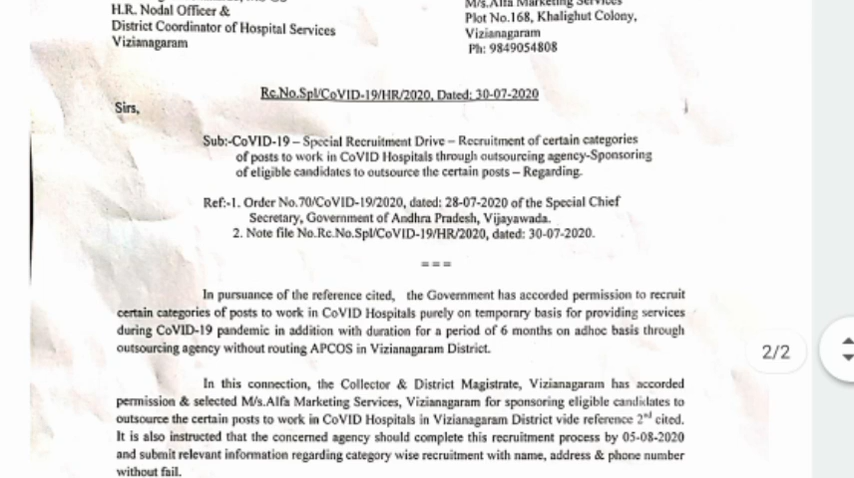 H.R. Nodal Officer &
District Coordinator of Hospital Services
Vizianagaram
M/s.Alfa Marketing Services
Plot No.168, Khalighut Colony,
Vizianagaram
Ph: 9849054808
Rc.No.Spl/CoVID-19/HR/2020, Dated: 30-07-2020
Sirs,
Sub:-CoVID-19 – Special Recruitment Drive – Recruitment of certain categories
of posts to work in CoVID Hospitals through outsourcing agency-Sponsoring
of eligible candidates to outsource the certain posts – Regarding.
Ref:-1. Order No.70/CoVID-19/2020, dated: 28-07-2020 of the Special Chief
Secretary, Government of Andhra Pradesh, Vijayawada.
2. Note file No.Rc.No.Spl/CoVID-19/HR/2020, dated: 30-07-2020.
===
In pursuance of the reference cited, the Government has accorded permission to recruit
certain categories of posts to work in CoVID Hospitals purely on temporary basis for providing services
during CoVID-19 pandemic in addition with duration for a period of 6 months on adhoc basis through
outsourcing agency without routing APCOS in Vizianagaram District.
2/2
In this connection, the Collector & District Magistrate, Vizianagaram has accorded
permission & selected M/s.Alfa Marketing Services, Vizianagaram for sponsoring eligible candidates to
outsource the certain posts to work in CoVID Hospitals in Vizianagaram District vide reference 2nd cited.
It is also instructed that the concerned agency should complete this recruitment process by 05-08-2020
and submit relevant information regarding category wise recruitment with name, address & phone number
without fail.